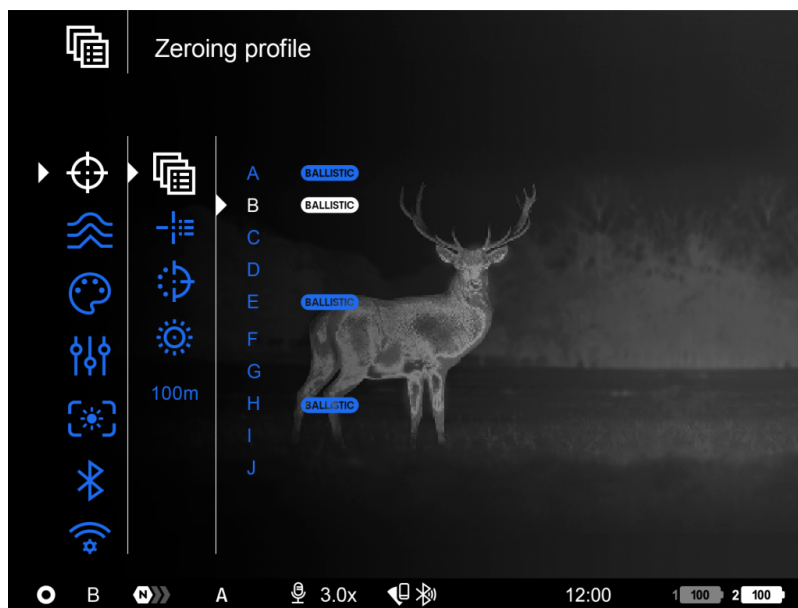 Zeroing profile
A BALLISTIC
B BALLISTIC
C
D
E BALLISTIC
F
G
H BALLISTIC
I
J
100m
B N A 3.0x 12:00 1 100 2 100